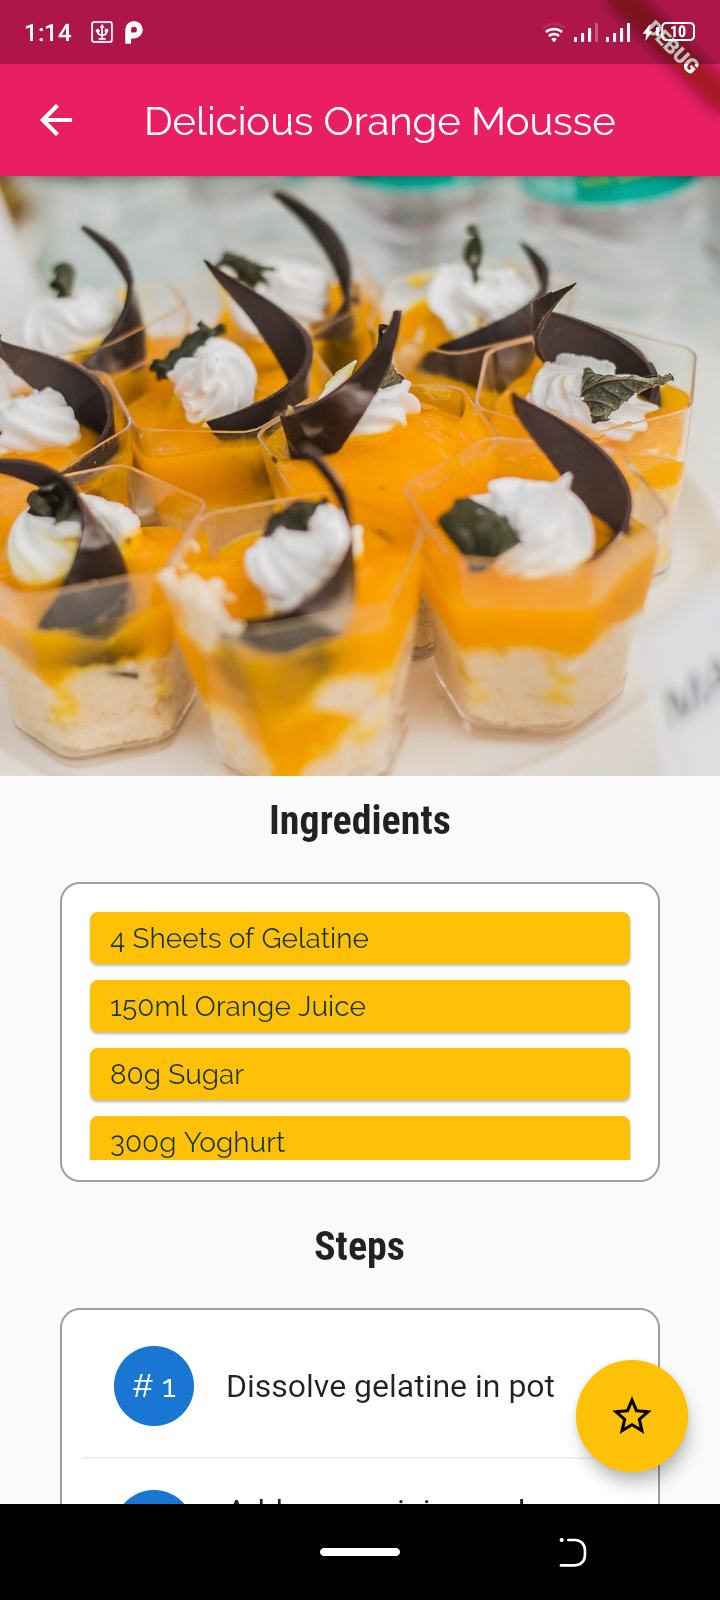 1:14
10
DEBUG
Delicious Orange Mousse
Ingredients
4 Sheets of Gelatine
150ml Orange Juice
80g Sugar
300g Yoghurt
Steps
# 1
Dissolve gelatine in pot